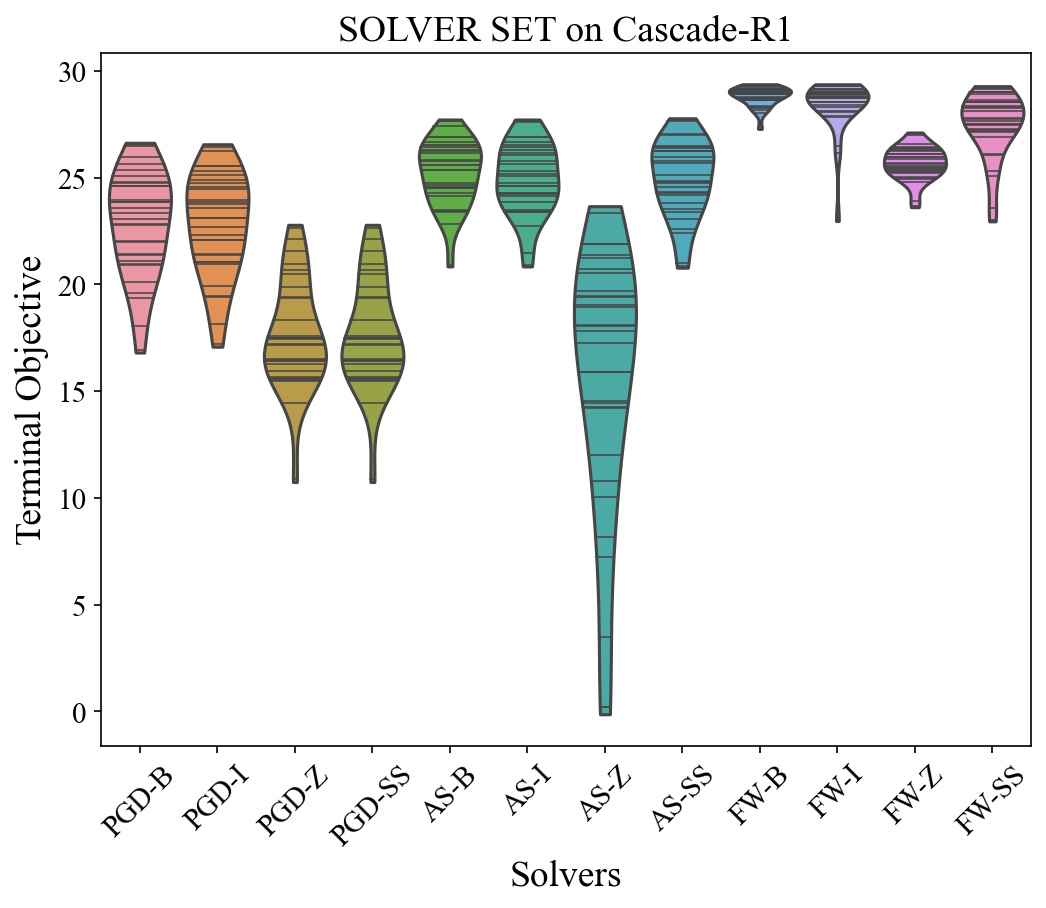 SOLVER SET on Cascade-R1
Terminal Objective
30
25
20
15
10
5
0
PGD-B
PGD-I
PGD-Z
PGD-SS
AS-B
AS-I
AS-Z
AS-SS
FW-B
FW-I
FW-Z
FW-SS
Solvers